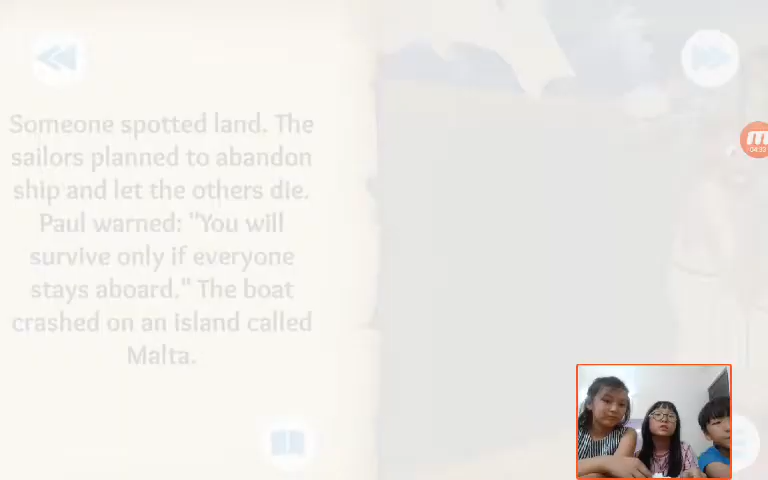 Someone spotted land. The
sailors planned to abandon
ship and let the others die.
Paul warned: "You will
survive only if everyone
stays aboard." The boat
crashed on an island called
Malta.